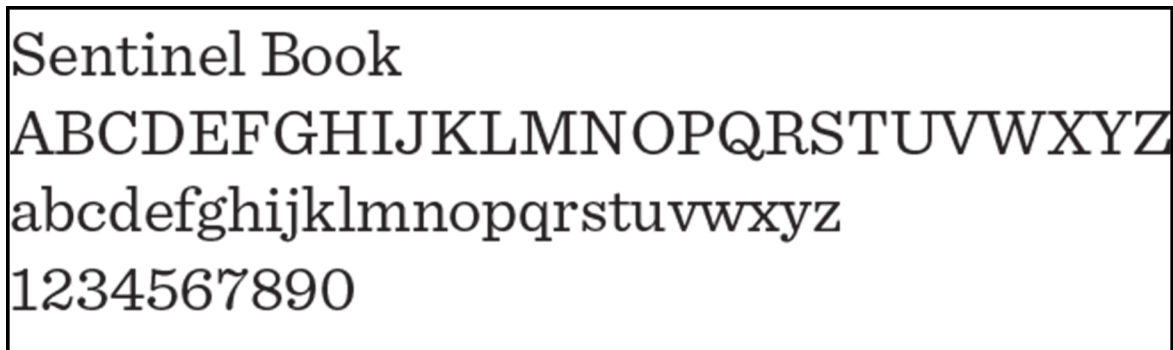 Sentinel Book
ABCDEFGHIJKLMNOPQRSTUVWXYZ
abcdefghijklmnopqrstuvwxyz
1234567890